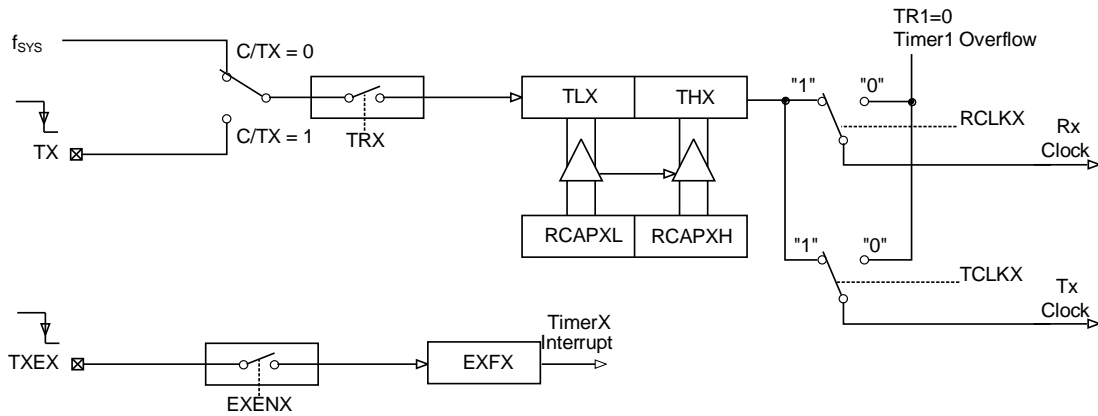 TR1=0
Timer1 Overflow
fSYS
C/TX = 0
"1"
"0"
TLX
THX
RCLKX
Rx
Clock
C/TX = 1
TX
TRX
RCAPXL
RCAPXH
"1"
"0"
TCLKX
Tx
Clock
TimerX
Interrupt
TXEX
EXFX
EXENX